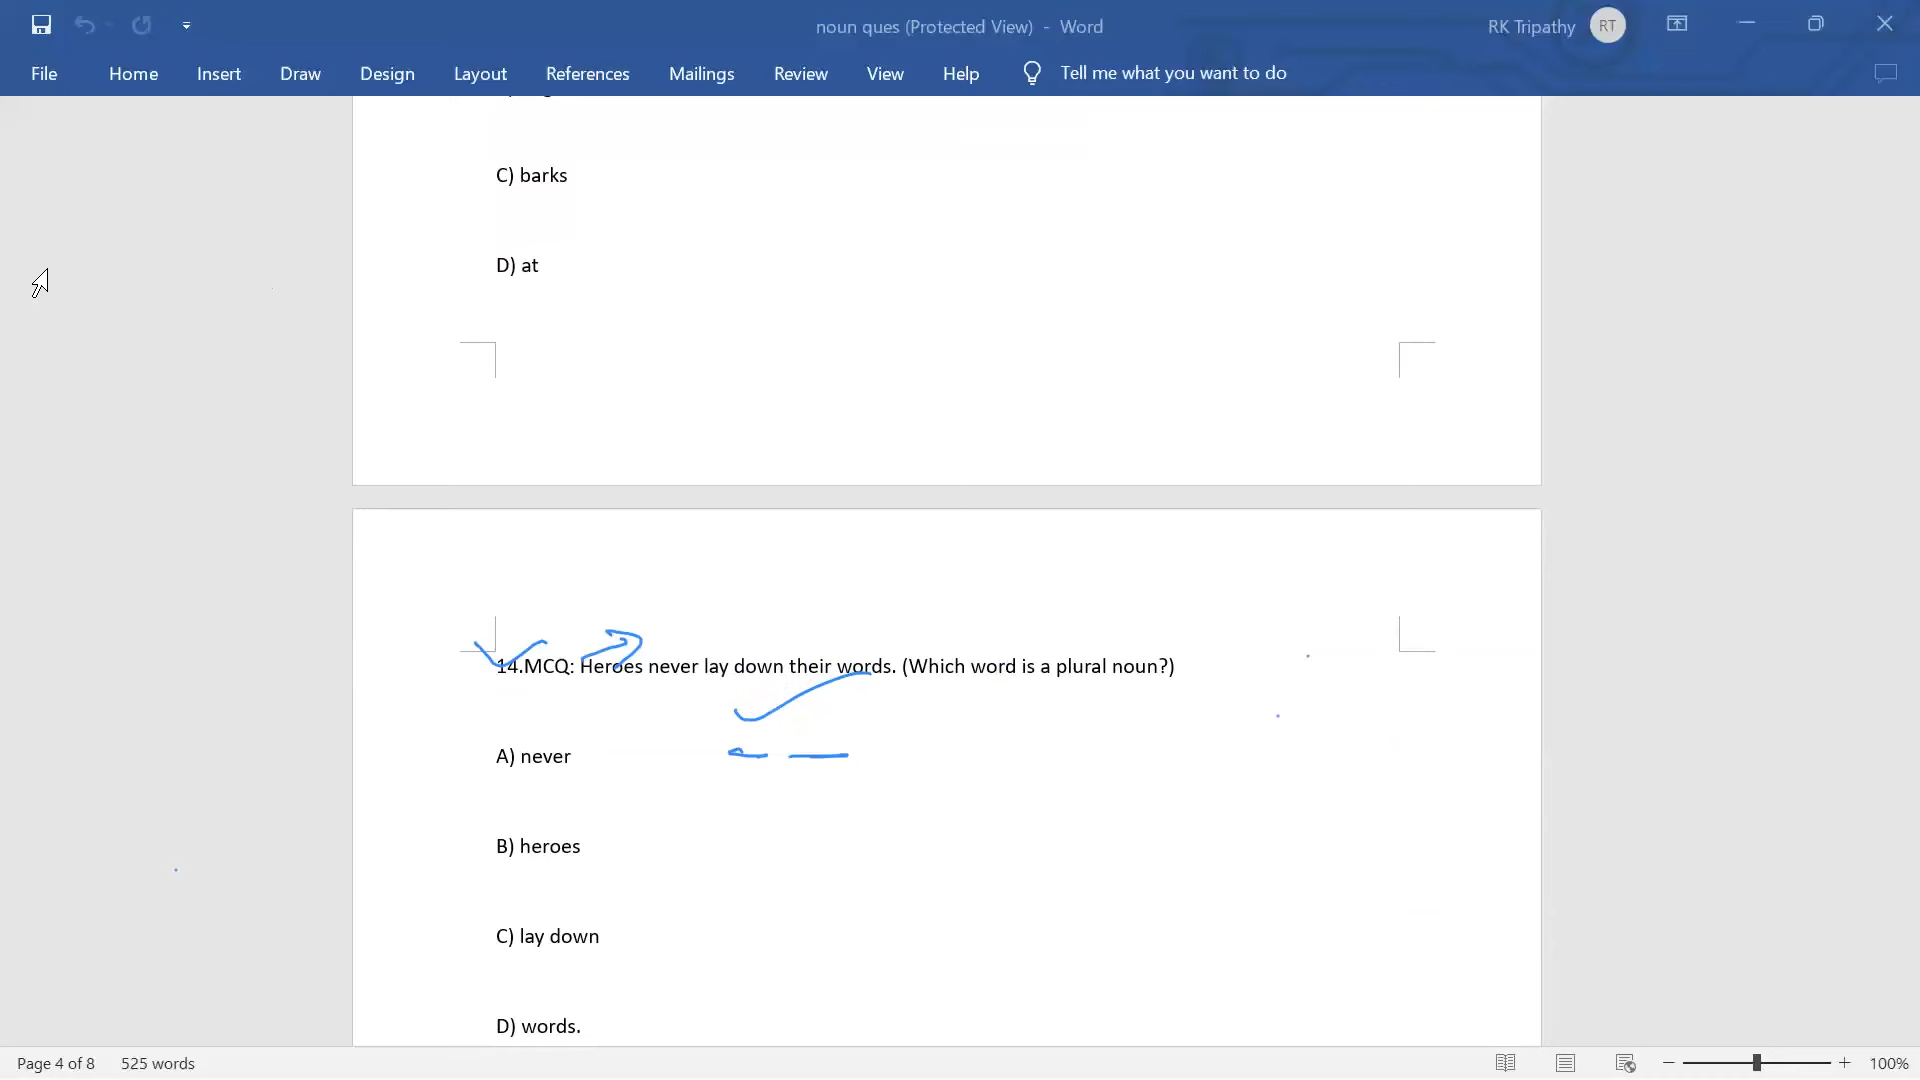 noun ques (Protected View) - Word
RK Tripathy RT
File Home Insert Draw Design Layout References Mailings Review View Help Tell me what you want to do
C) barks
D) at
14.MCQ: Heroes never lay down their words. (Which word is a plural noun?)
A) never
B) heroes
C) lay down
D) words.
Page 4 of 8 525 words 100%